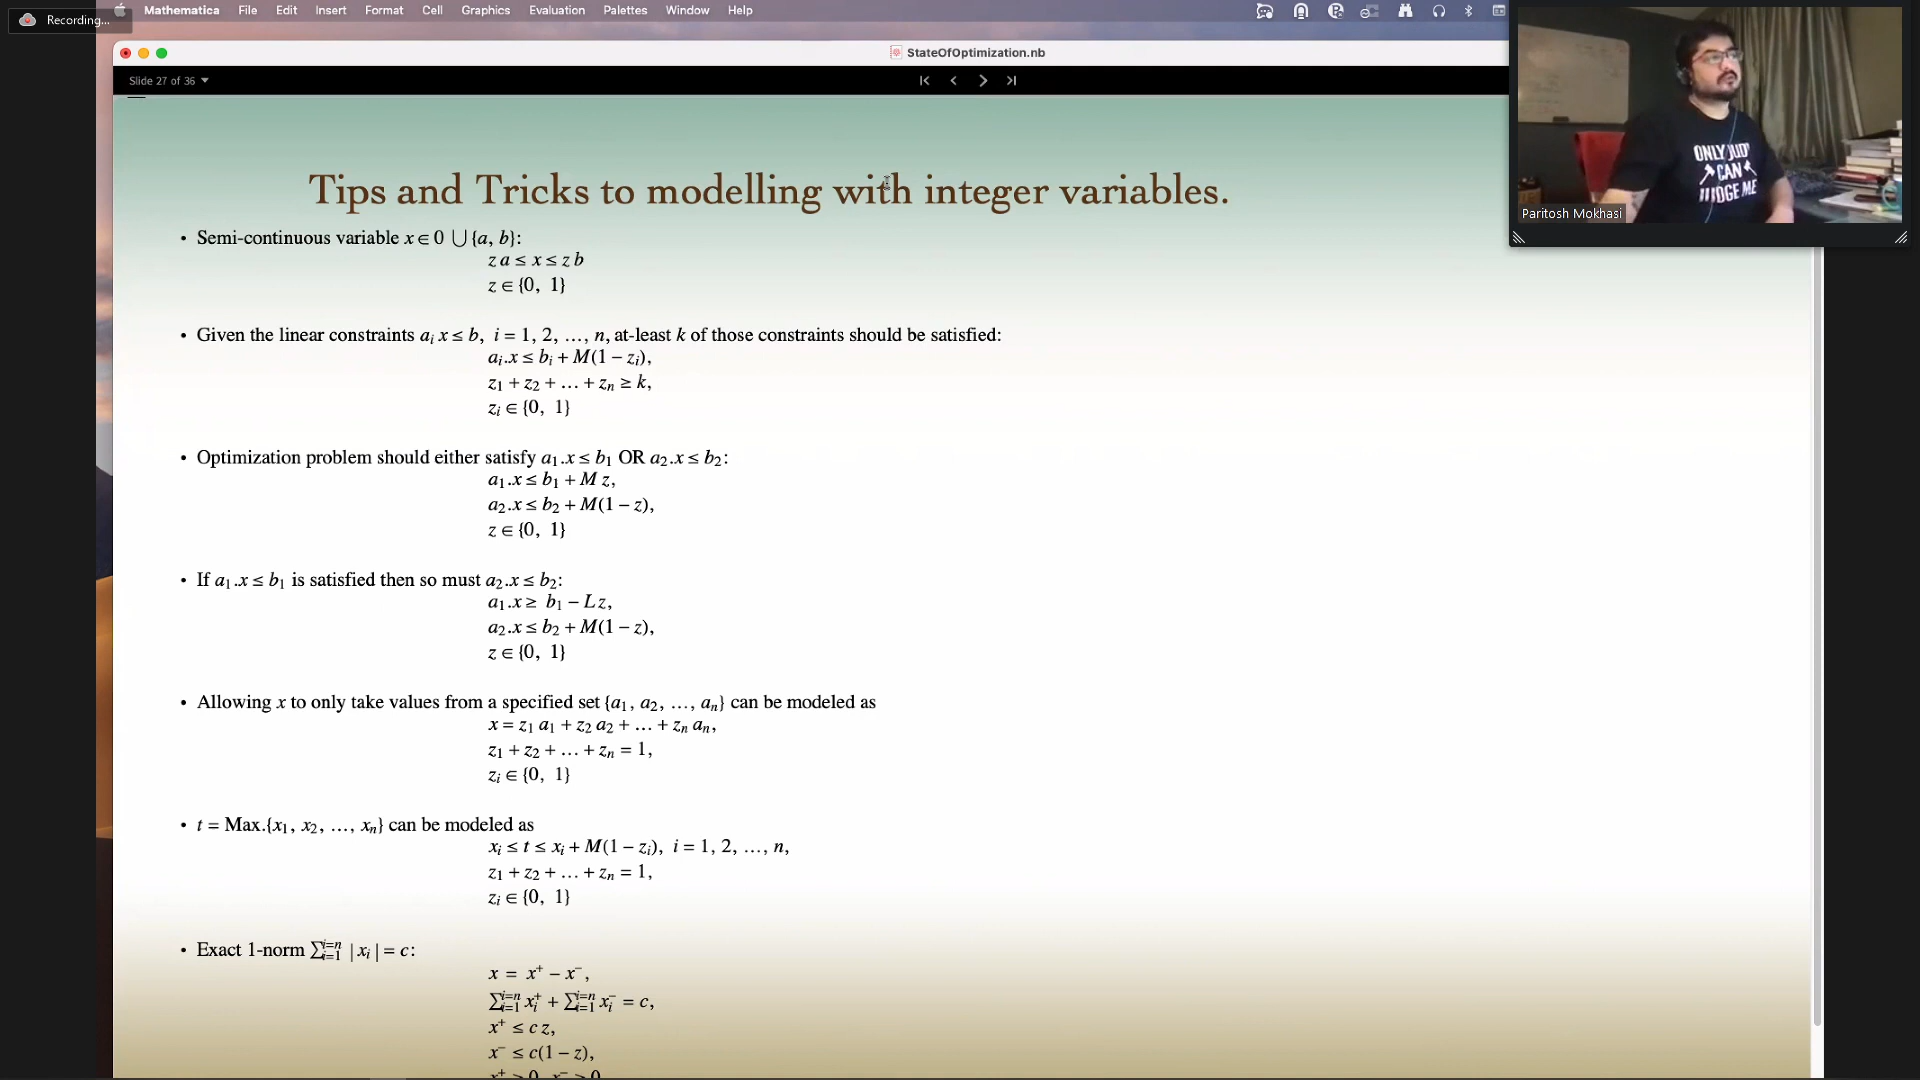 Recording...
Mathematica File Edit Insert Format Cell Graphics Evaluation Palettes Window Help
StateOfOptimization.nb
Slide 27 of 36
Tips and Tricks to modelling with integer variables.
• Semi-continuous variable x ∈ 0 ⋃ {a, b}:
z a ≤ x ≤ z b
z ∈ {0, 1}
• Given the linear constraints aᵢ x ≤ b, i = 1, 2, …, n, at-least k of those constraints should be satisfied:
aᵢ.x ≤ bᵢ + M(1 − zᵢ),
z₁ + z₂ + … + zₙ ≥ k,
zᵢ ∈ {0, 1}
• Optimization problem should either satisfy a₁.x ≤ b₁ OR a₂.x ≤ b₂:
a₁.x ≤ b₁ + M z,
a₂.x ≤ b₂ + M(1 − z),
z ∈ {0, 1}
• If a₁.x ≤ b₁ is satisfied then so must a₂.x ≤ b₂:
a₁.x ≥ b₁ − L z,
a₂.x ≤ b₂ + M(1 − z),
z ∈ {0, 1}
• Allowing x to only take values from a specified set {a₁, a₂, …, aₙ} can be modeled as
x = z₁ a₁ + z₂ a₂ + … + zₙ aₙ,
z₁ + z₂ + … + zₙ = 1,
zᵢ ∈ {0, 1}
• t = Max.{x₁, x₂, …, xₙ} can be modeled as
xᵢ ≤ t ≤ xᵢ + M(1 − zᵢ), i = 1, 2, …, n,
z₁ + z₂ + … + zₙ = 1,
zᵢ ∈ {0, 1}
• Exact 1-norm ∑ᵢ₌₁ⁱ⁼ⁿ | xᵢ | = c:
x = x⁺ − x⁻,
∑ᵢ₌₁ⁱ⁼ⁿ xᵢ⁺ + ∑ᵢ₌₁ⁱ⁼ⁿ xᵢ⁻ = c,
x⁺ ≤ c z,
x⁻ ≤ c(1 − z),
x⁺ ≥ 0, x⁻ ≥ 0
ONLY JUDY
CAN
JUDGE ME
Paritosh Mokhasi